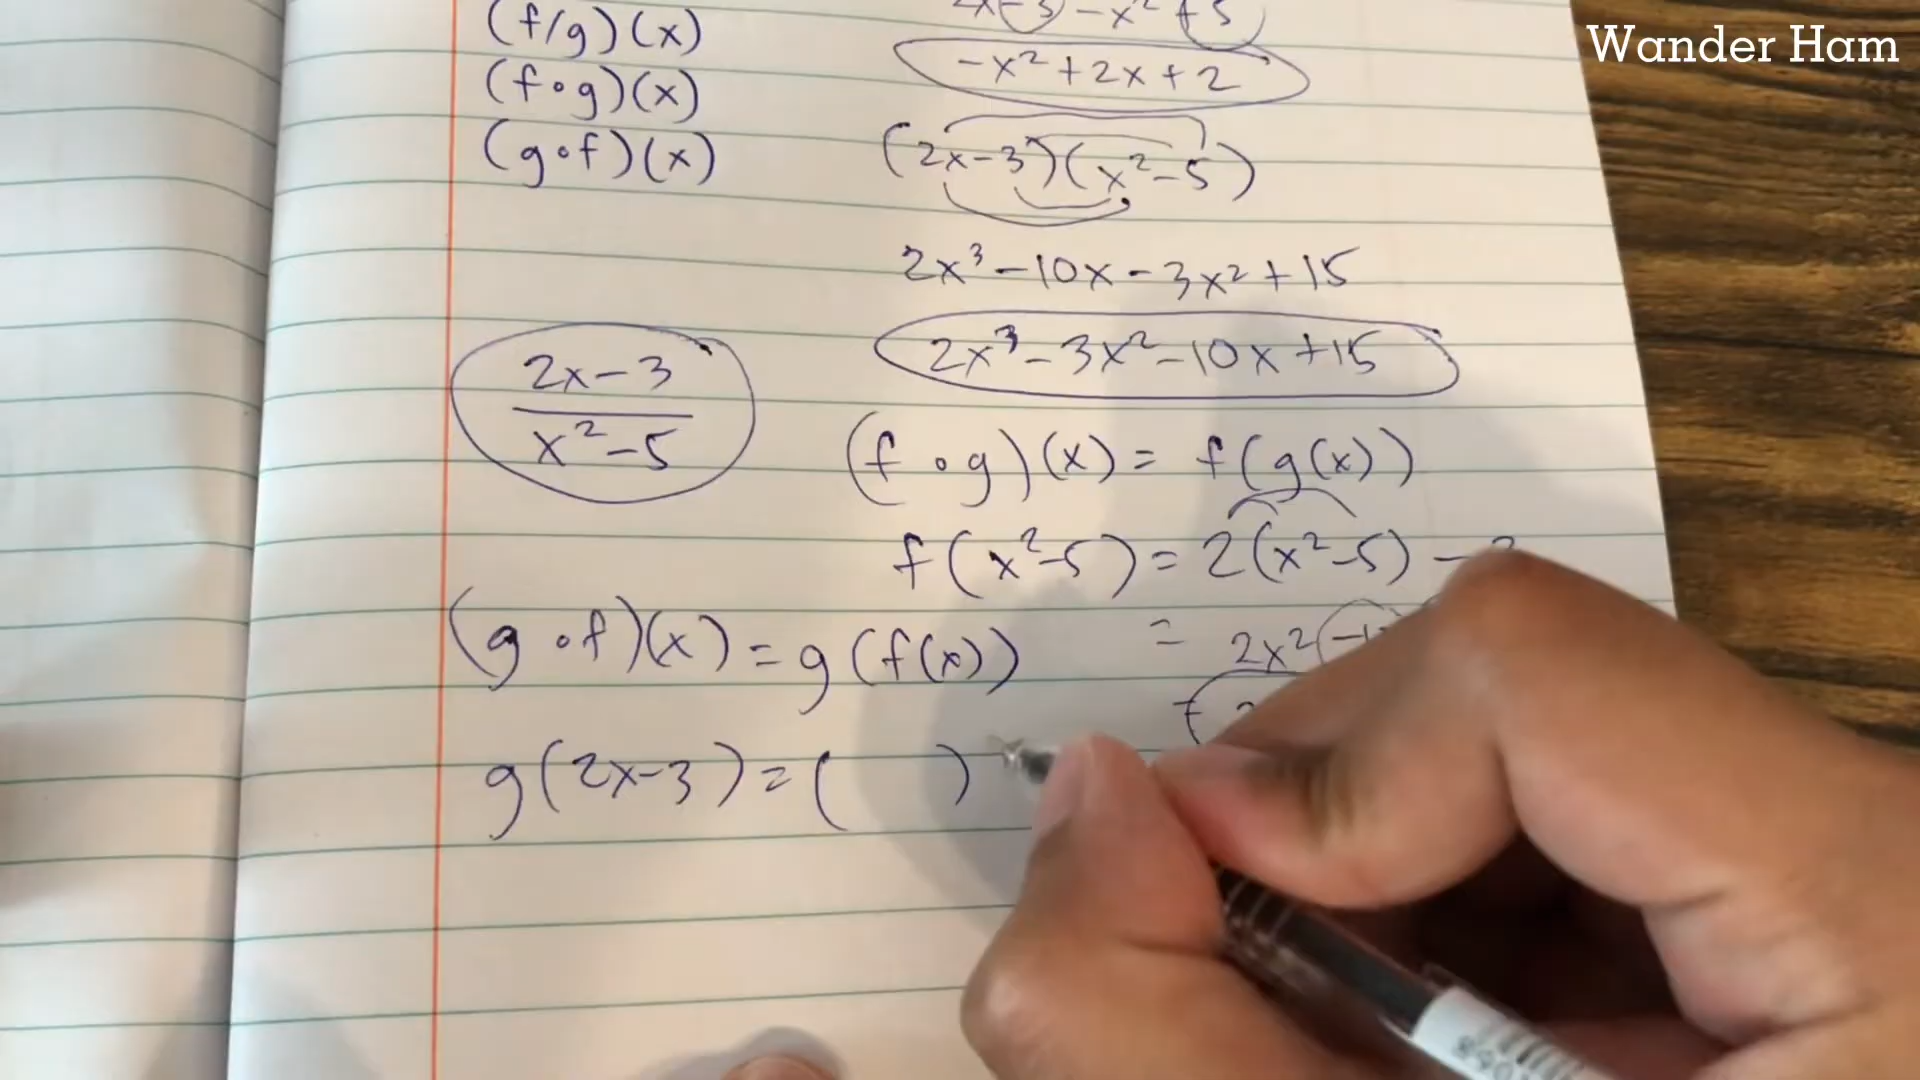 Wander Ham
(f/g)(x)
(f∘g)(x)
(g∘f)(x)
-x²+2x+2
(2x-3)(x²-5)
2x³-10x-3x²+15
2x³-3x²-10x+15
2x-3
x²-5
(f∘g)(x)= f(g(x))
f(x²-5)=2(x²-5)-
(g∘f)(x)=g(f(x))
= 2x²
g(2x-3)=( )